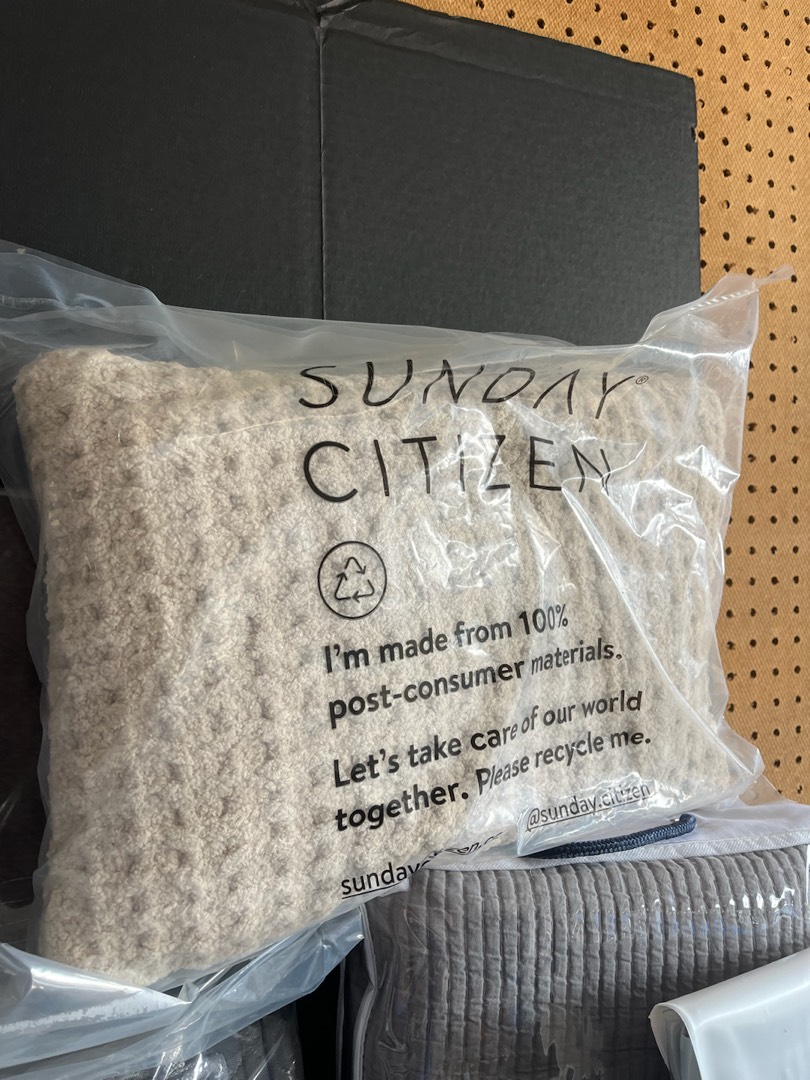 SUNDAY®
CITIZEN
I'm made from 100%
post-consumer materials.
Let's take care of our world
together. Please recycle me.
@sunday.citizen